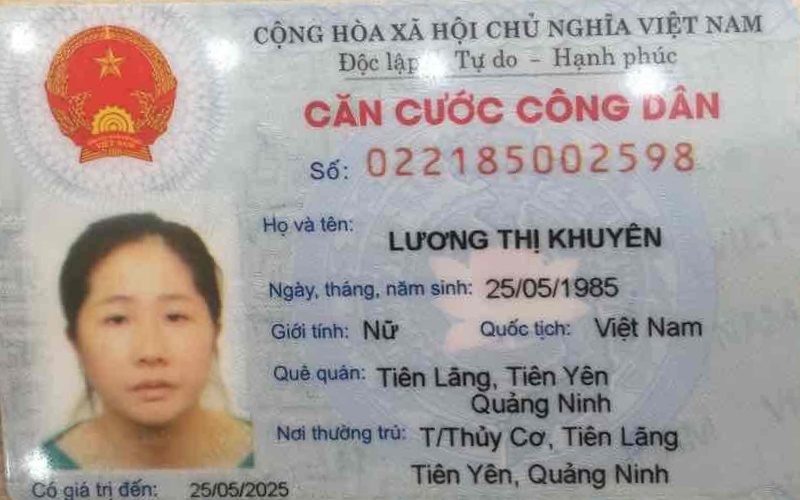 CỘNG HÒA XÃ HỘI CHỦ NGHĨA VIỆT NAM
Độc lập - Tự do - Hạnh phúc
CĂN CƯỚC CÔNG DÂN
Số: 022185002598
Họ và tên: LƯƠNG THỊ KHUYÊN
Ngày, tháng, năm sinh: 25/05/1985
Giới tính: Nữ Quốc tịch: Việt Nam
Quê quán: Tiên Lãng, Tiên Yên
Quảng Ninh
Nơi thường trú: T/Thủy Cơ, Tiên Lãng
Tiên Yên, Quảng Ninh
Có giá trị đến: 25/05/2025
VIỆT NAM